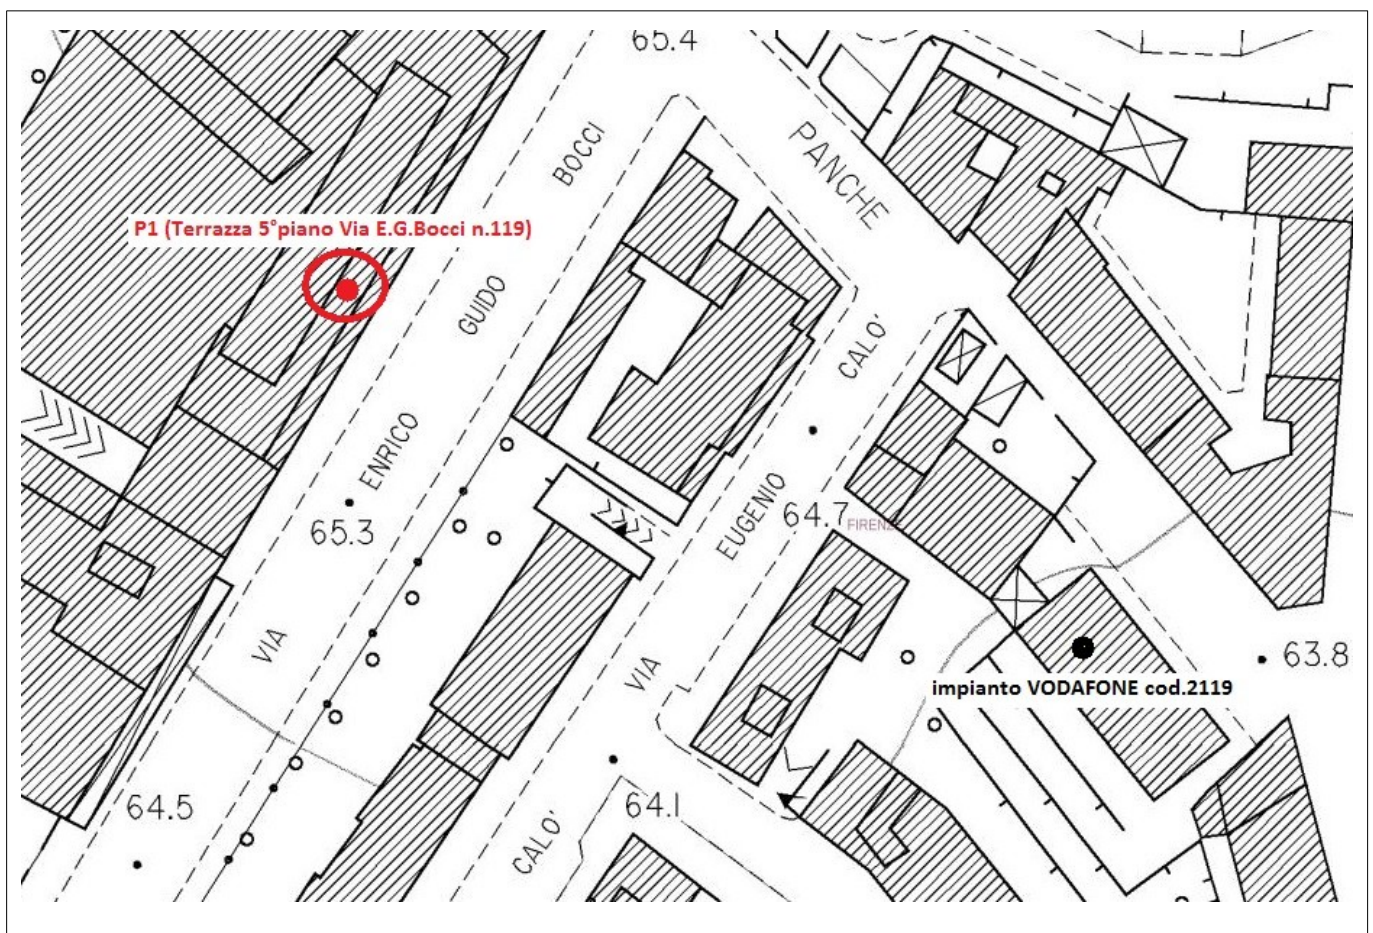 65.4
BOCCI
PANCHE
P1 (Terrazza 5°piano Via E.G.Bocci n.119)
GUIDO
CALO'
ENRICO
EUGENIO
64.7
FIRENZE
65.3
VIA
VIA
63.8
impianto VODAFONE cod.2119
64.5
64.1
CALO'